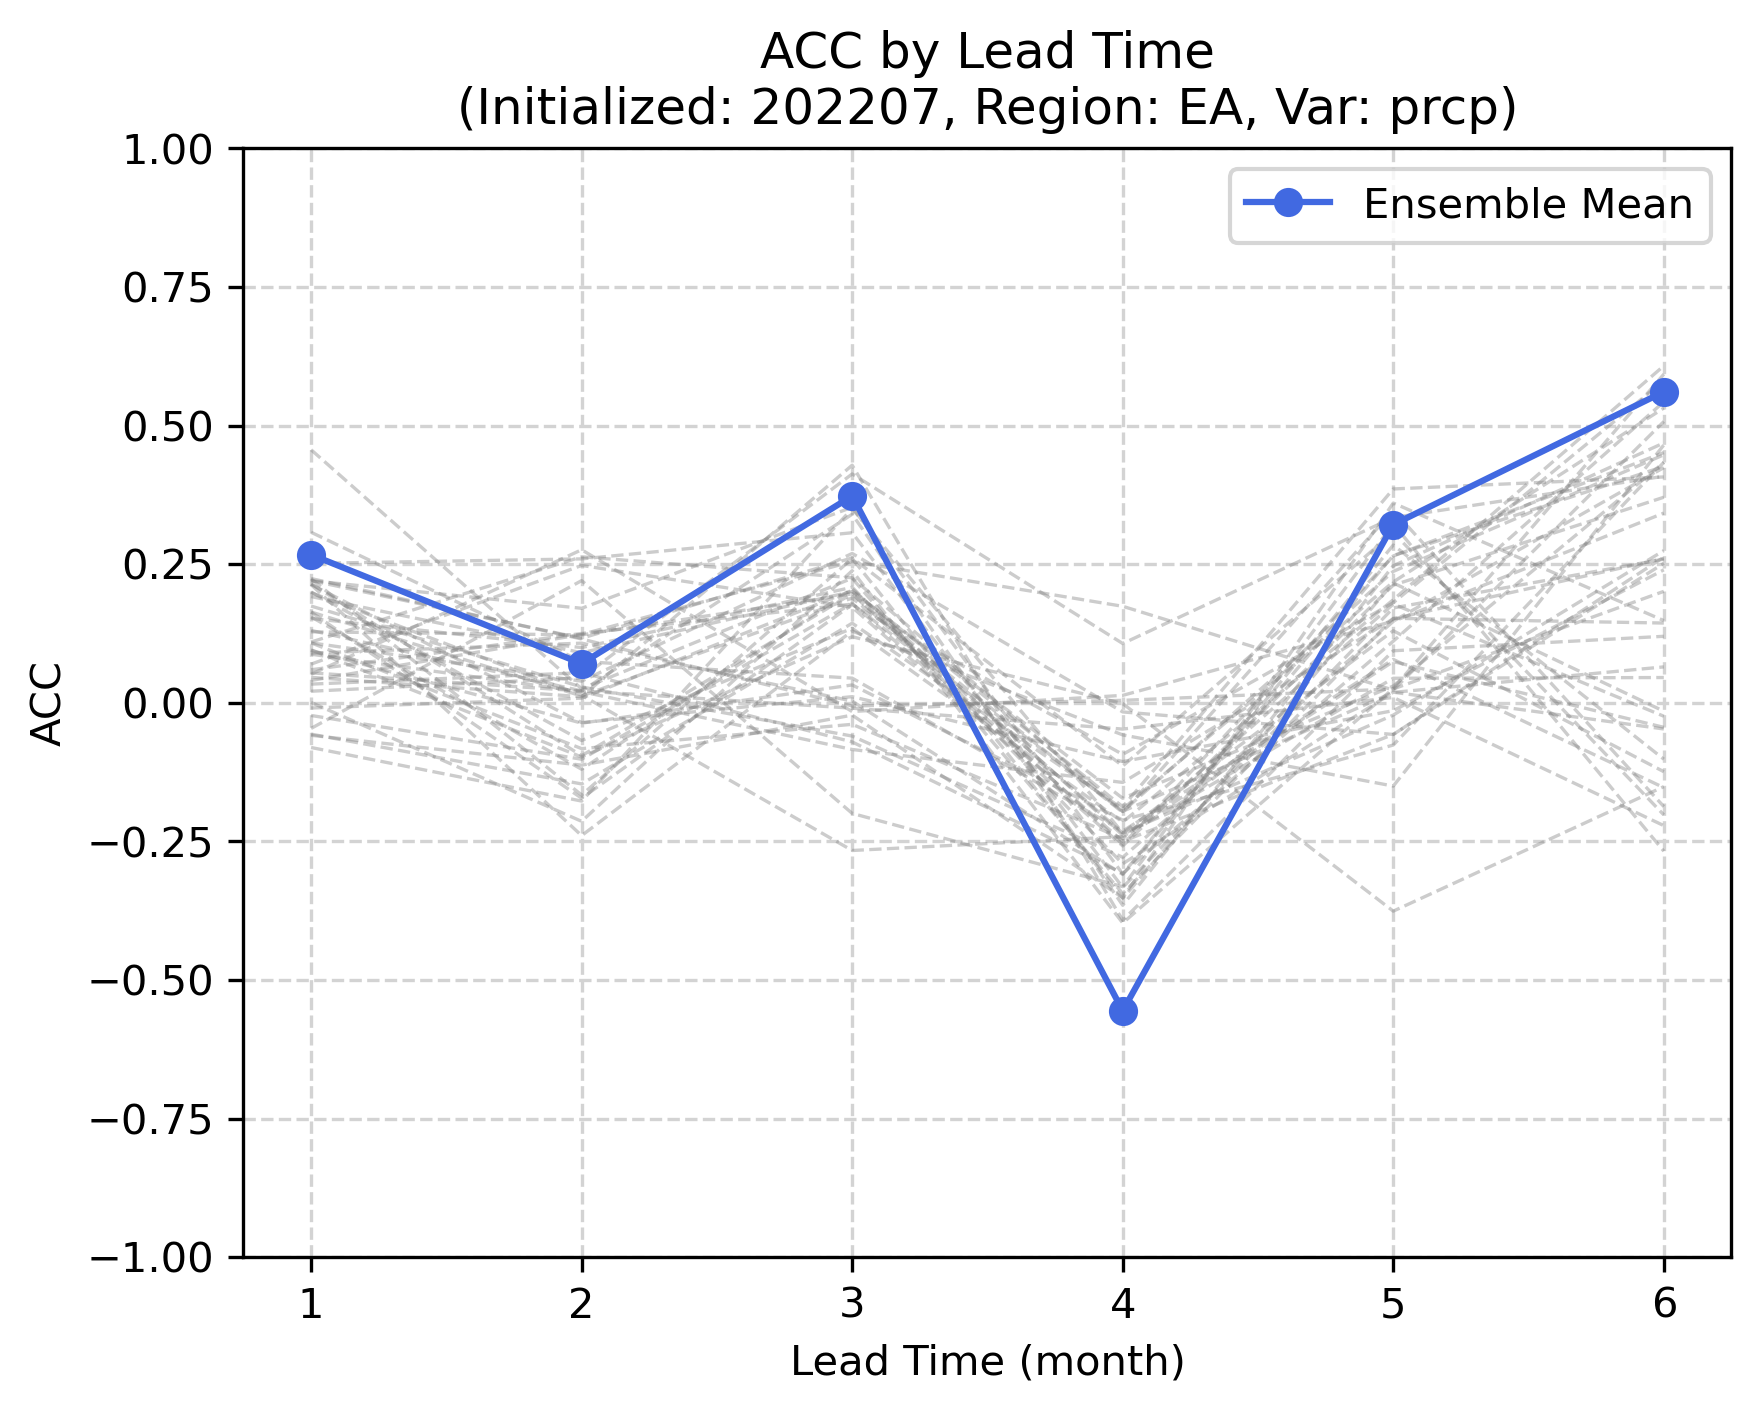 ACC by Lead Time
(Initialized: 202207, Region: EA, Var: prcp)
Ensemble Mean
1.00
0.75
0.50
0.25
0.00
−0.25
−0.50
−0.75
−1.00
ACC
1 2 3 4 5 6
Lead Time (month)